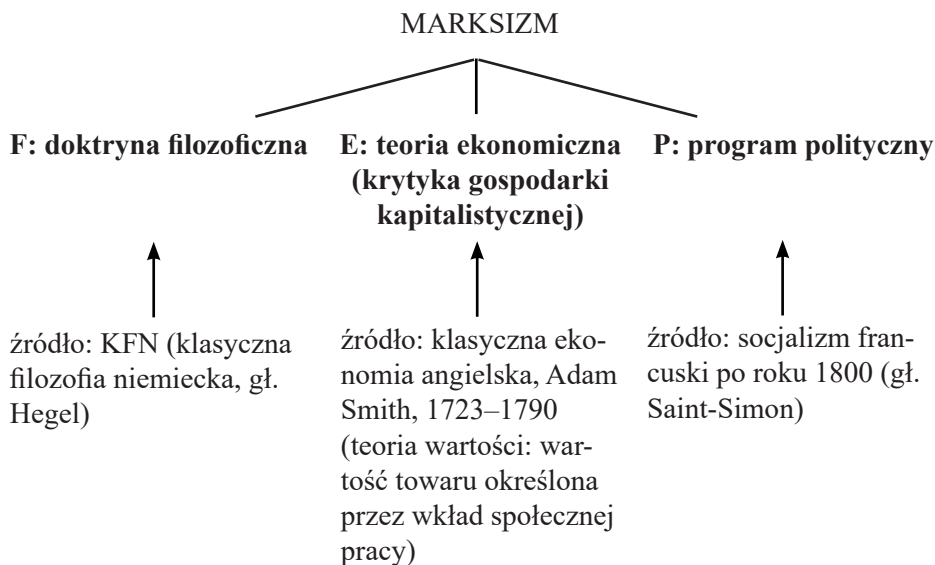 MARKSIZM
F: doktryna filozoficzna
E: teoria ekonomiczna
(krytyka gospodarki
kapitalistycznej)
P: program polityczny
źródło: KFN (klasyczna
filozofia niemiecka, gł.
Hegel)
źródło: klasyczna eko-
nomia angielska, Adam
Smith, 1723–1790
(teoria wartości: war-
tość towaru określona
przez wkład społecznej
pracy)
źródło: socjalizm fran-
cuski po roku 1800 (gł.
Saint-Simon)